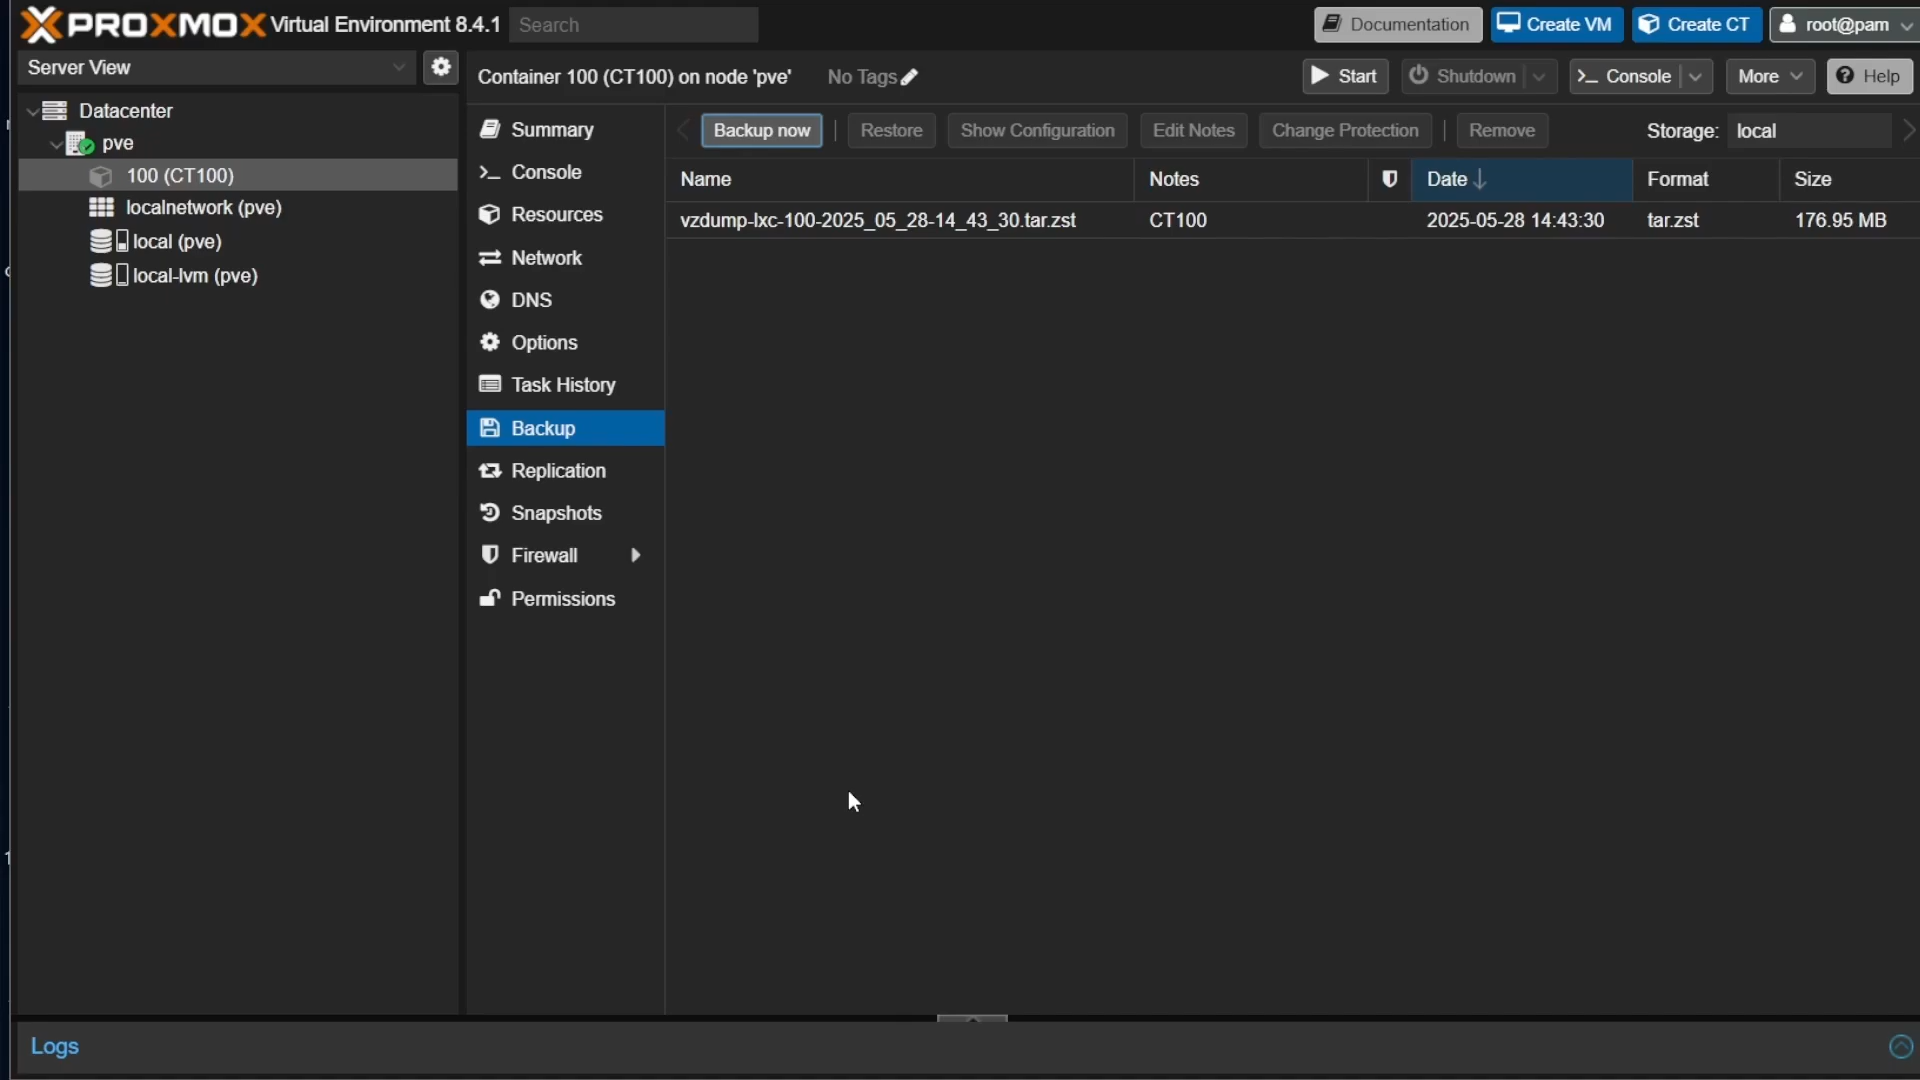 PROXMOX Virtual Environment 8.4.1 Search Documentation Create VM Create CT root@pam
Server View
Container 100 (CT100) on node 'pve' No Tags Start Shutdown Console More Help
Datacenter
pve
100 (CT100)
localnetwork (pve)
local (pve)
local-lvm (pve)
Summary
Console
Resources
Network
DNS
Options
Task History
Backup
Replication
Snapshots
Firewall
Permissions
Backup now Restore Show Configuration Edit Notes Change Protection Remove Storage: local
Name Notes Date Format Size
vzdump-lxc-100-2025_05_28-14_43_30.tar.zst CT100 2025-05-28 14:43:30 tar.zst 176.95 MB
Logs